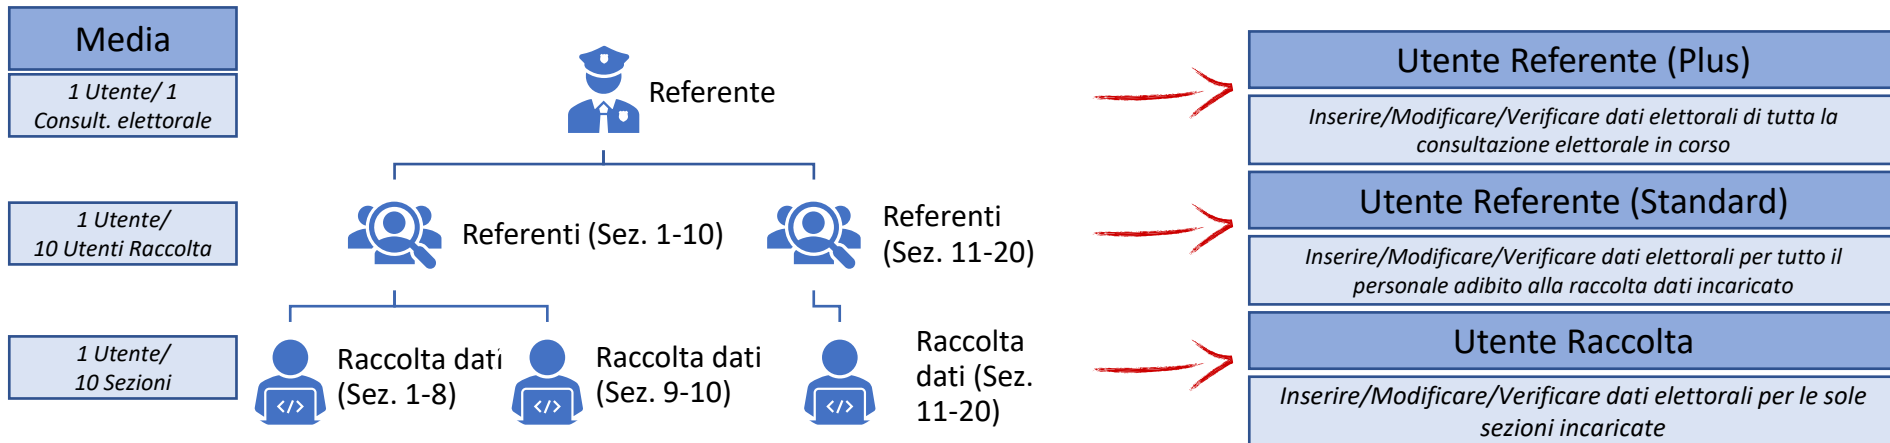 Media
1 Utente/ 1
Consult. elettorale
1 Utente/
10 Utenti Raccolta
1 Utente/
10 Sezioni
Referente
Referenti (Sez. 1-10)
Referenti
(Sez. 11-20)
Raccolta dati
(Sez. 1-8)
Raccolta dati
(Sez. 9-10)
Raccolta
dati (Sez.
11-20)
</>
</>
</>
Utente Referente (Plus)
Inserire/Modificare/Verificare dati elettorali di tutta la
consultazione elettorale in corso
Utente Referente (Standard)
Inserire/Modificare/Verificare dati elettorali per tutto il
personale adibito alla raccolta dati incaricato
Utente Raccolta
Inserire/Modificare/Verificare dati elettorali per le sole
sezioni incaricate